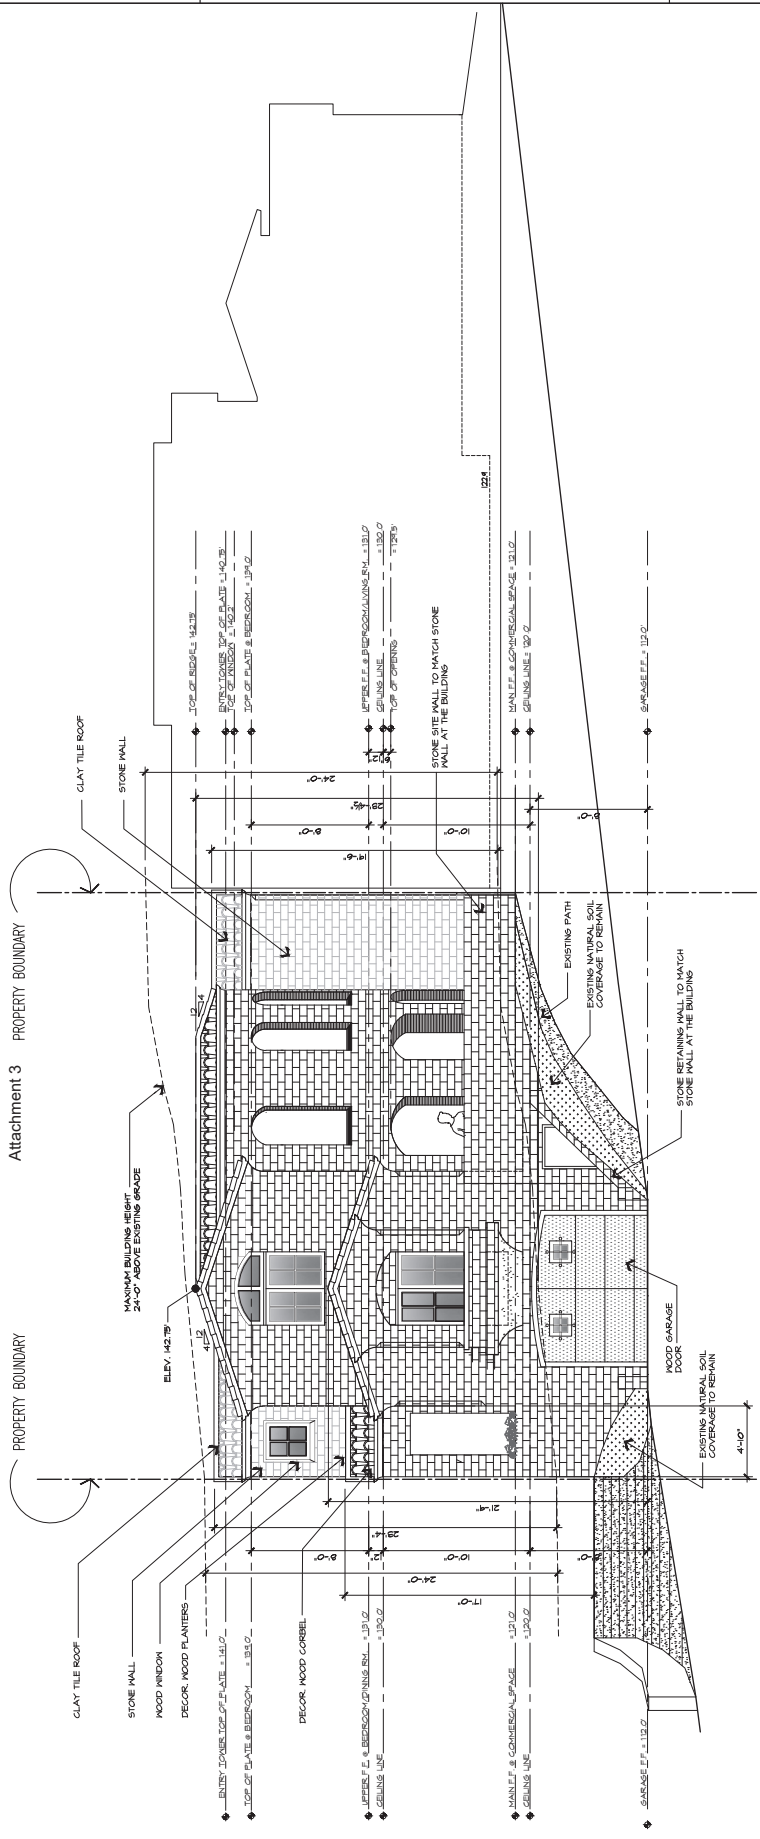 Attachment 3
PROPERTY BOUNDARY
PROPERTY BOUNDARY
CLAY TILE ROOF
STONE WALL
WOOD WINDOW
DECOR. WOOD PLANTERS
DECOR. WOOD CORBEL
MAXIMUM BUILDING HEIGHT
24'-0" ABOVE EXISTING GRADE
ELEV. 142.75'
4
12
12
14
CLAY TILE ROOF
STONE WALL
ENTRY TOWER TOP OF PLATE = 141.0'
TOP OF PLATE @ BEDROOM = 139.0'
UPPER F.F. @ BEDROOM/DINING RM. = 131.0'
CEILING LINE = 130.0'
MAIN F.F. @ COMMERCIAL SPACE = 121.0'
CEILING LINE = 120.0'
GARAGE F.F. = 112.0'
8'-0"
12"
10'-0"
8'-0"
23'-4"
24'-0"
21'-9"
17'-0"
4'-10"
TOP OF RIDGE = 142.75'
ENTRY TOWER TOP OF PLATE = 140.75'
TOP OF WINDOW = 140.2'
TOP OF PLATE @ BEDROOM = 139.0'
UPPER F.F. @ BEDROOM/LIVING RM. = 131.0'
CEILING LINE = 130.0'
TOP OF OPENING = 129.5'
MAIN F.F. @ COMMERCIAL SPACE = 121.0'
CEILING LINE = 120.0'
GARAGE F.F. = 112.0'
24'-0"
23'-4½"
8'-0"
10'-0"
19'-6"
8'-0"
122.9
STONE SITE WALL TO MATCH STONE
WALL AT THE BUILDING
EXISTING PATH
EXISTING NATURAL SOIL
COVERAGE TO REMAIN
STONE RETAINING WALL TO MATCH
STONE WALL AT THE BUILDING
WOOD GARAGE
DOOR
EXISTING NATURAL SOIL
COVERAGE TO REMAIN